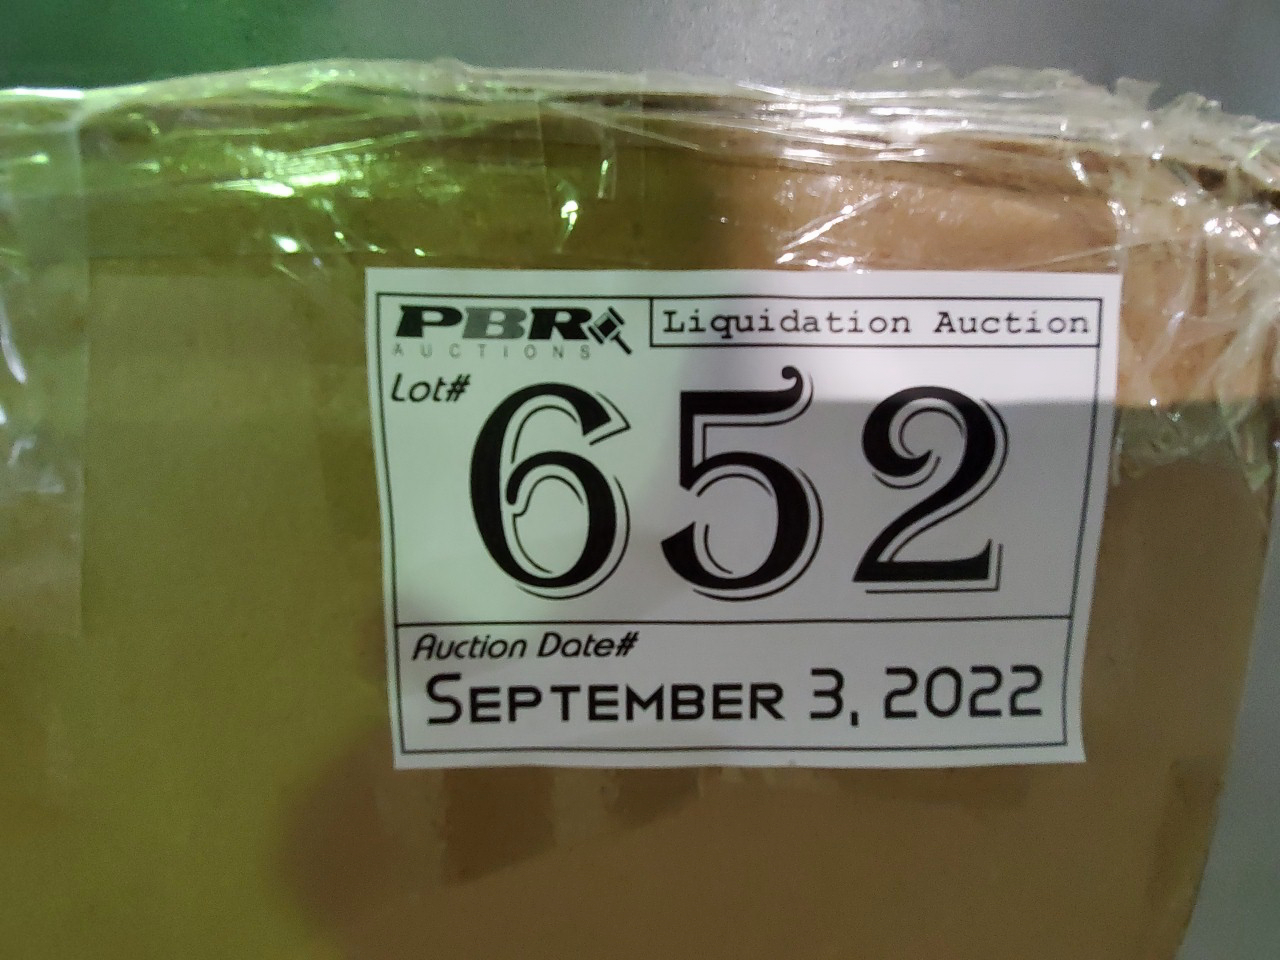 PBR
AUCTIONS
Liquidation Auction
Lot#
652
Auction Date#
September 3, 2022